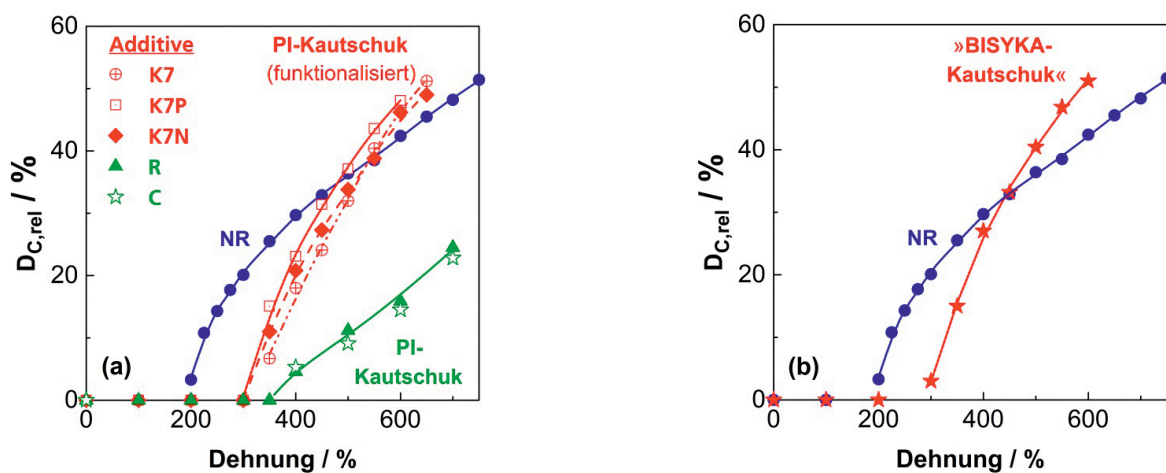 60
40
20
0
D_C,rel / %
Additive
K7
K7P
K7N
R
C
PI-Kautschuk
(funktionalisiert)
NR
PI-
Kautschuk
(a)
0 200 400 600
Dehnung / %
60
40
20
0
D_C,rel / %
»BISYKA-
Kautschuk«
NR
(b)
0 200 400 600
Dehnung / %